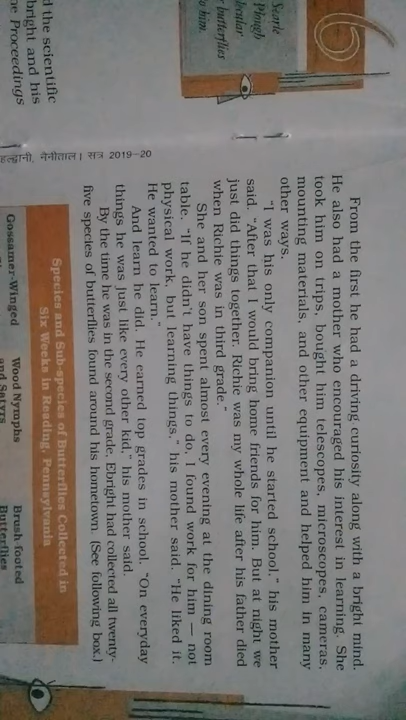 6
Searle
Plough
lecular
r butterflies
o him.
d the scientific
bright and his
he Proceedings
हल्द्वानी, नैनीताल। सत्र 2019-20
From the first he had a driving curiosity along with a bright mind.
He also had a mother who encouraged his interest in learning. She
took him on trips, bought him telescopes, microscopes, cameras,
mounting materials, and other equipment and helped him in many
other ways.
“I was his only companion until he started school,” his mother
said. “After that I would bring home friends for him. But at night we
just did things together. Richie was my whole life after his father died
when Richie was in third grade.”
She and her son spent almost every evening at the dining room
table. “If he didn't have things to do, I found work for him — not
physical work, but learning things,” his mother said. “He liked it.
He wanted to learn.”
And learn he did. He earned top grades in school. “On everyday
things he was just like every other kid,” his mother said.
By the time he was in the second grade, Ebright had collected all twenty-
five species of butterflies found around his hometown. (See following box.)
Species and Sub-species of Butterflies Collected in
Six Weeks in Reading, Pennsylvania
Gossamer-Winged Wood Nymphs Brush footed
and Satyrs Butterflies